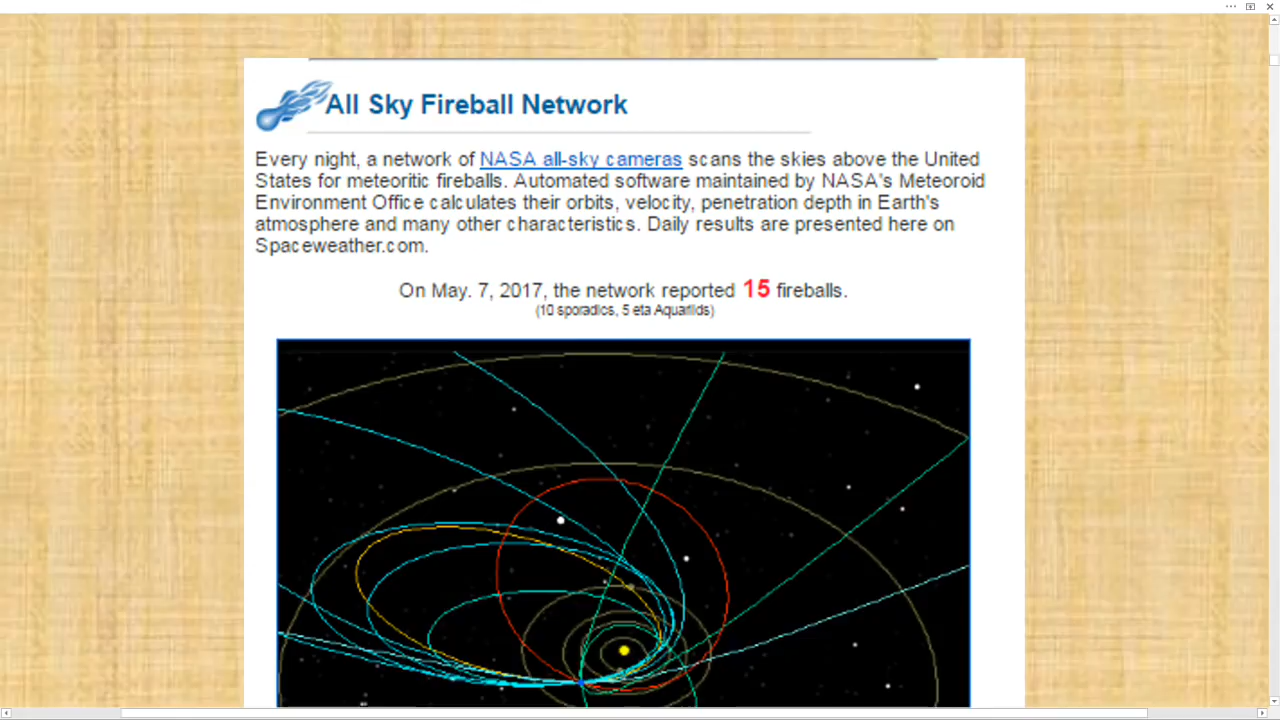 All Sky Fireball Network
Every night, a network of NASA all-sky cameras scans the skies above the United
States for meteoritic fireballs. Automated software maintained by NASA's Meteoroid
Environment Office calculates their orbits, velocity, penetration depth in Earth's
atmosphere and many other characteristics. Daily results are presented here on
Spaceweather.com.
On May. 7, 2017, the network reported 15 fireballs.
(10 sporadics, 5 eta Aquariids)